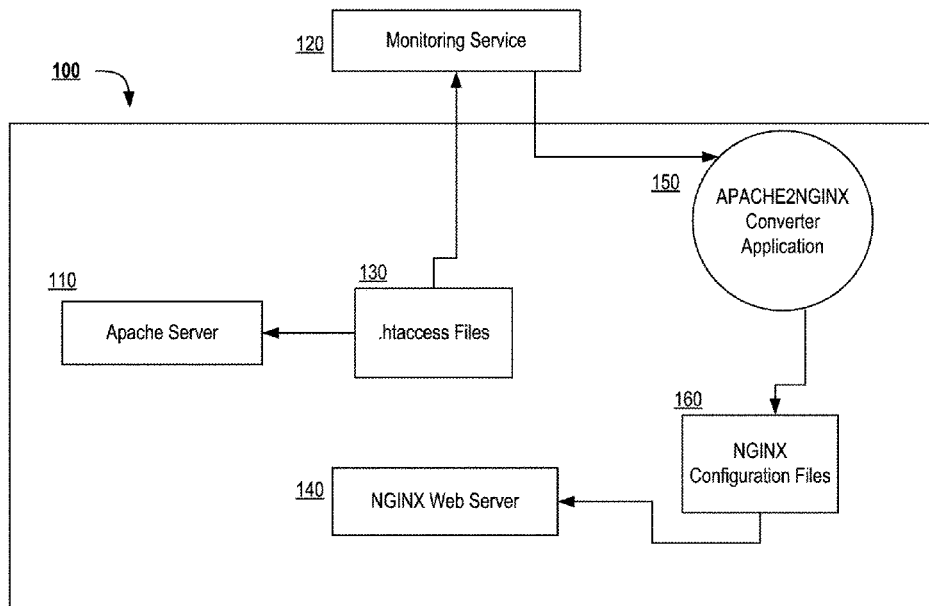 120
Monitoring Service
100
150
APACHE2NGINX
Converter
Application
110
Apache Server
130
.htaccess Files
160
NGINX
Configuration Files
140
NGINX Web Server